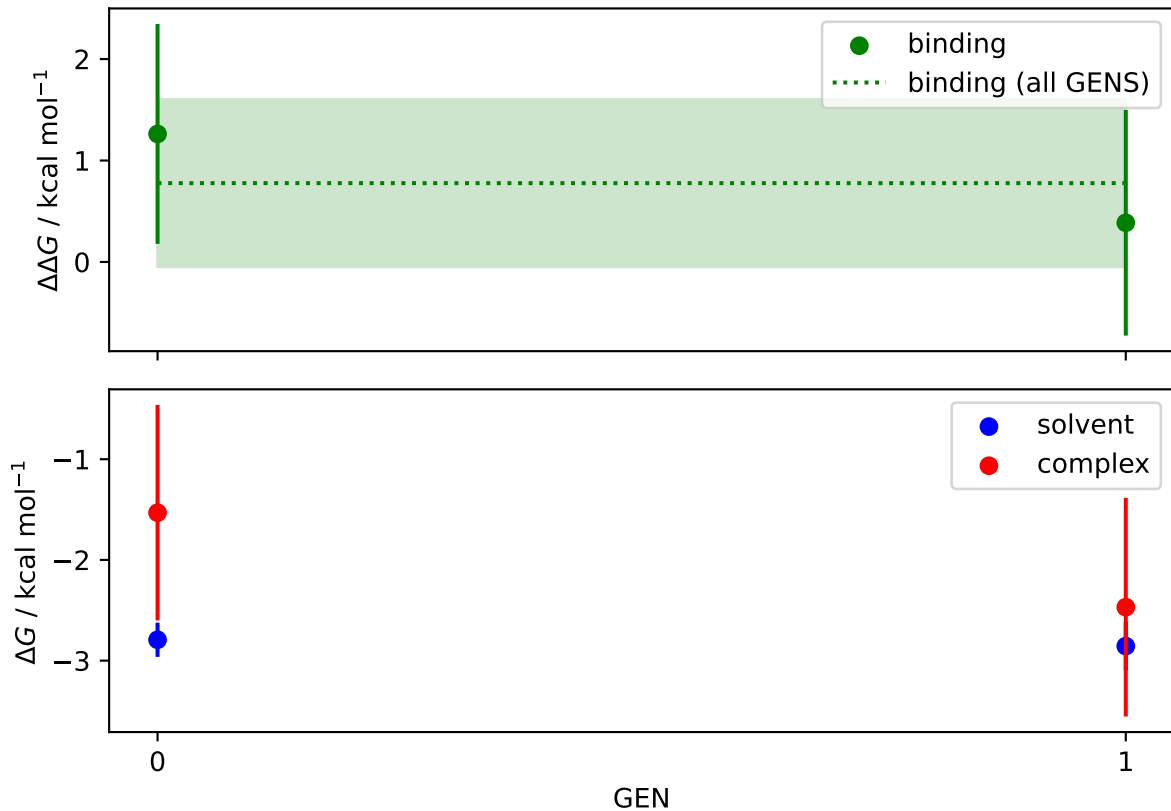 2
1
0
ΔΔG / kcal mol⁻¹
binding
binding (all GENS)
−1
−2
−3
ΔG / kcal mol⁻¹
solvent
complex
0
1
GEN